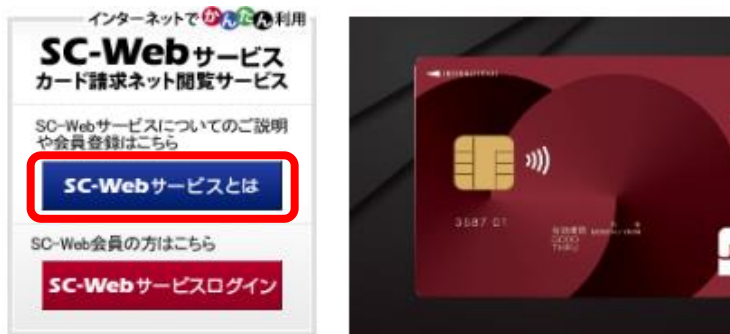 インターネットでかんたん利用
SC-Webサービス
カード請求ネット閲覧サービス
SC-Webサービスについてのご説明
や会員登録はこちら
SC-Webサービスとは
SC-Web会員の方はこちら
SC-Webサービスログイン
3587 01
GOOD
THRU